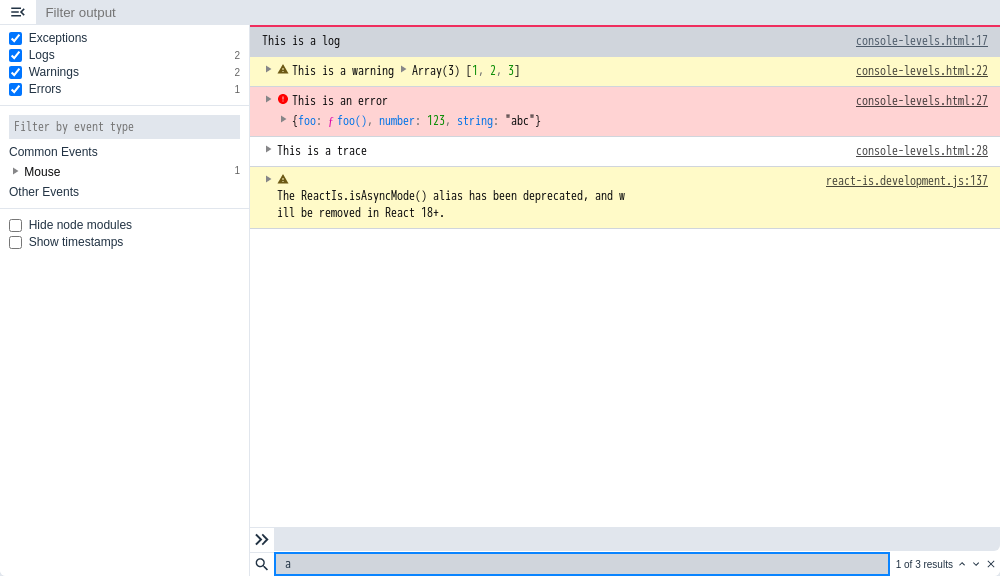 Filter output
Exceptions
Logs 2
Warnings 2
Errors 1
Filter by event type
Common Events
Mouse 1
Other Events
Hide node modules
Show timestamps
This is a log console-levels.html:17
This is a warning Array(3) [1, 2, 3] console-levels.html:22
This is an error console-levels.html:27
{foo: ƒ foo(), number: 123, string: "abc"}
This is a trace console-levels.html:28
react-is.development.js:137
The ReactIs.isAsyncMode() alias has been deprecated, and w
ill be removed in React 18+.
a 1 of 3 results